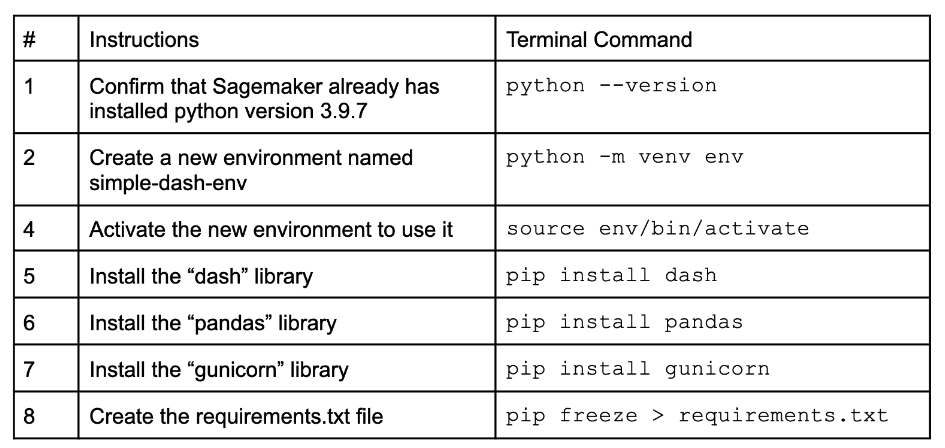 # Instructions Terminal Command
1 Confirm that Sagemaker already has python --version
installed python version 3.9.7
2 Create a new environment named python -m venv env
simple-dash-env
4 Activate the new environment to use it source env/bin/activate
5 Install the “dash” library pip install dash
6 Install the “pandas” library pip install pandas
7 Install the “gunicorn” library pip install gunicorn
8 Create the requirements.txt file pip freeze > requirements.txt